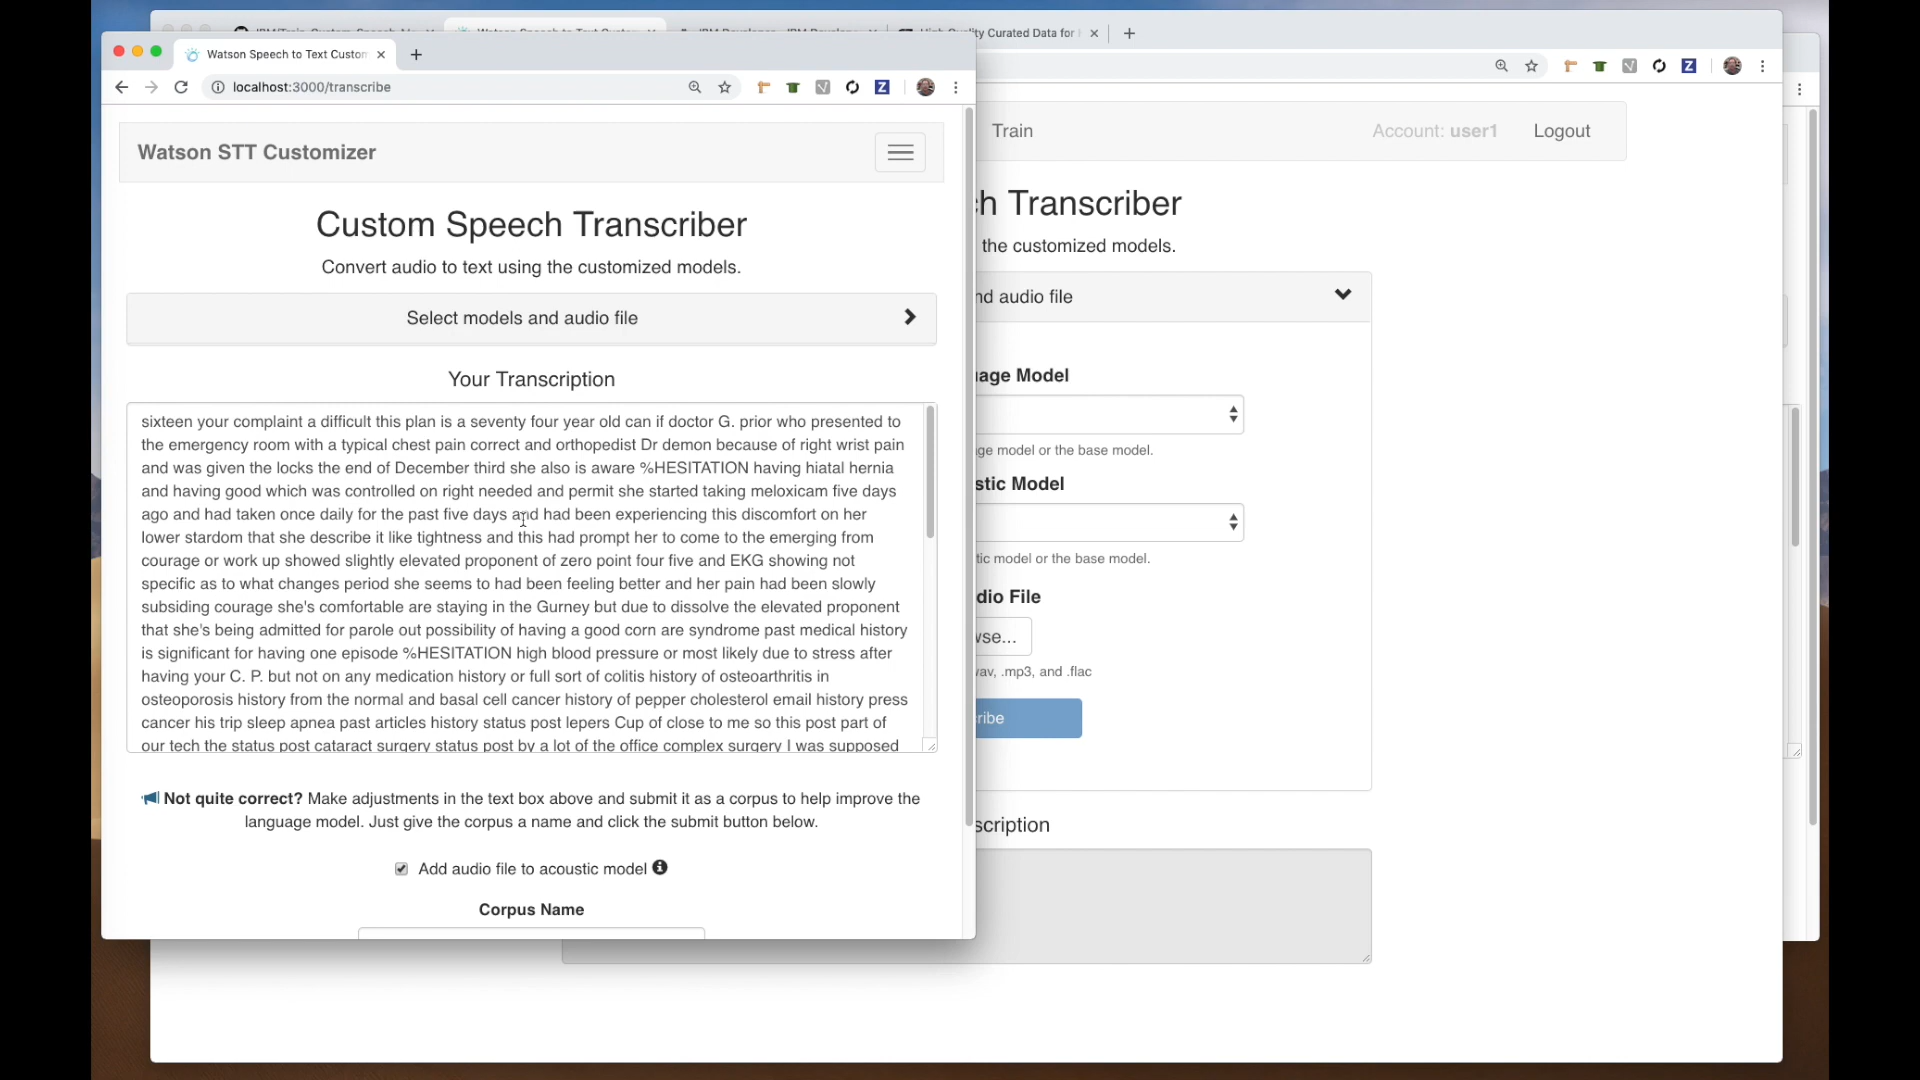 Watson Speech to Text Custom
High Quality Curated Data for
localhost:3000/transcribe
Watson STT Customizer
Train
Account: user1
Logout
Custom Speech Transcriber
Convert audio to text using the customized models.
Select models and audio file
Your Transcription
sixteen your complaint a difficult this plan is a seventy four year old can if doctor G. prior who presented to
the emergency room with a typical chest pain correct and orthopedist Dr demon because of right wrist pain
and was given the locks the end of December third she also is aware %HESITATION having hiatal hernia
and having good which was controlled on right needed and permit she started taking meloxicam five days
ago and had taken once daily for the past five days and had been experiencing this discomfort on her
lower stardom that she describe it like tightness and this had prompt her to come to the emerging from
courage or work up showed slightly elevated proponent of zero point four five and EKG showing not
specific as to what changes period she seems to had been feeling better and her pain had been slowly
subsiding courage she's comfortable are staying in the Gurney but due to dissolve the elevated proponent
that she's being admitted for parole out possibility of having a good corn are syndrome past medical history
is significant for having one episode %HESITATION high blood pressure or most likely due to stress after
having your C. P. but not on any medication history or full sort of colitis history of osteoarthritis in
osteoporosis history from the normal and basal cell cancer history of pepper cholesterol email history press
cancer his trip sleep apnea past articles history status post lepers Cup of close to me so this post part of
our tech the status post cataract surgery status post by a lot of the office complex surgery I was supposed
Not quite correct? Make adjustments in the text box above and submit it as a corpus to help improve the
language model. Just give the corpus a name and click the submit button below.
Add audio file to acoustic model
Corpus Name
h Transcriber
the customized models.
nd audio file
uage Model
ge model or the base model.
stic Model
tic model or the base model.
dio File
wse...
wav, .mp3, and .flac
cribe
scription